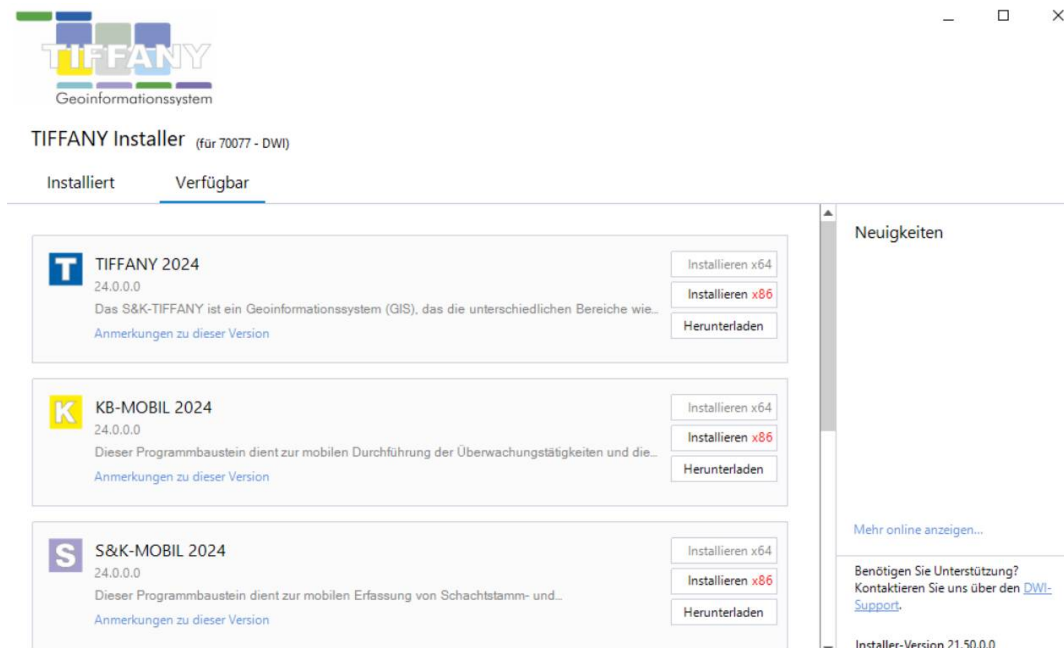 TIFFANY
Geoinformationssystem
TIFFANY Installer (für 70077 - DWI)
Installiert
Verfügbar
T
TIFFANY 2024
24.0.0.0
Das S&K-TIFFANY ist ein Geoinformationssystem (GIS), das die unterschiedlichen Bereiche wie...
Anmerkungen zu dieser Version
Installieren x64
Installieren x86
Herunterladen
K
KB-MOBIL 2024
24.0.0.0
Dieser Programmbaustein dient zur mobilen Durchführung der Überwachungstätigkeiten und die...
Anmerkungen zu dieser Version
Installieren x64
Installieren x86
Herunterladen
S
S&K-MOBIL 2024
24.0.0.0
Dieser Programmbaustein dient zur mobilen Erfassung von Schachtstamm- und...
Anmerkungen zu dieser Version
Installieren x64
Installieren x86
Herunterladen
Neuigkeiten
Mehr online anzeigen...
Benötigen Sie Unterstützung?
Kontaktieren Sie uns über den DWI-
Support.
Installer-Version 21.50.0.0